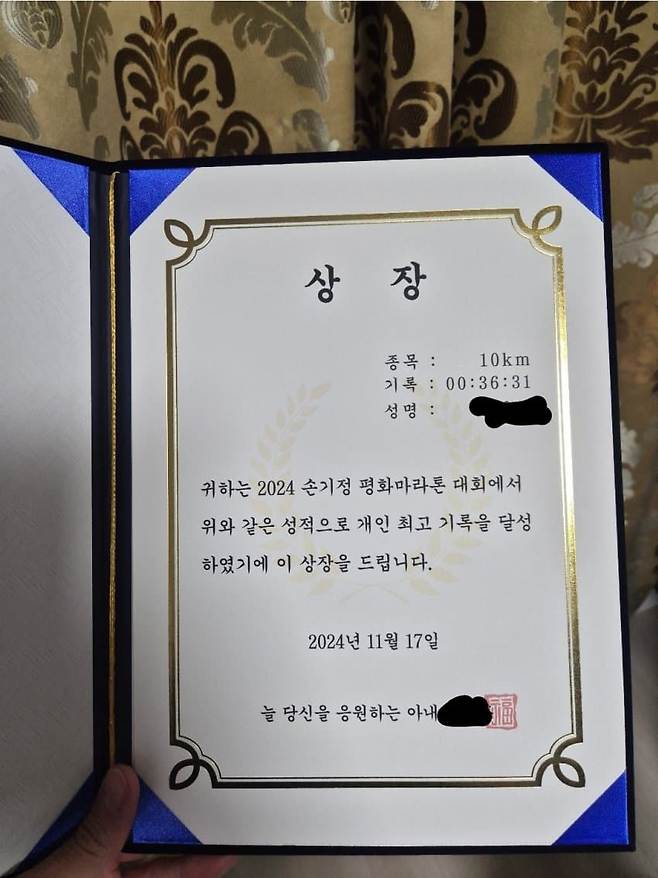 상 장
종목 : 10km
기록 : 00:36:31
성명 :
귀하는 2024 손기정 평화마라톤 대회에서
위와 같은 성적으로 개인 최고 기록을 달성
하였기에 이 상장을 드립니다.
2024년 11월 17일
늘 당신을 응원하는 아내
福